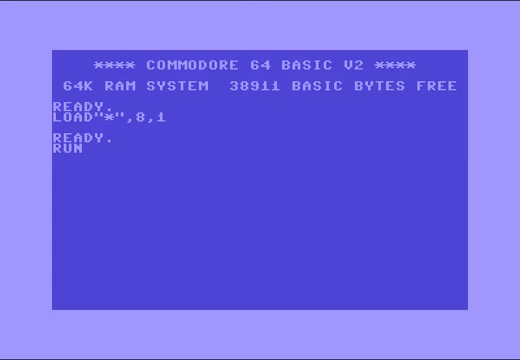 **** COMMODORE 64 BASIC V2 ****
64K RAM SYSTEM  38911 BASIC BYTES FREE
READY.
LOAD"*",8,1
READY.
RUN